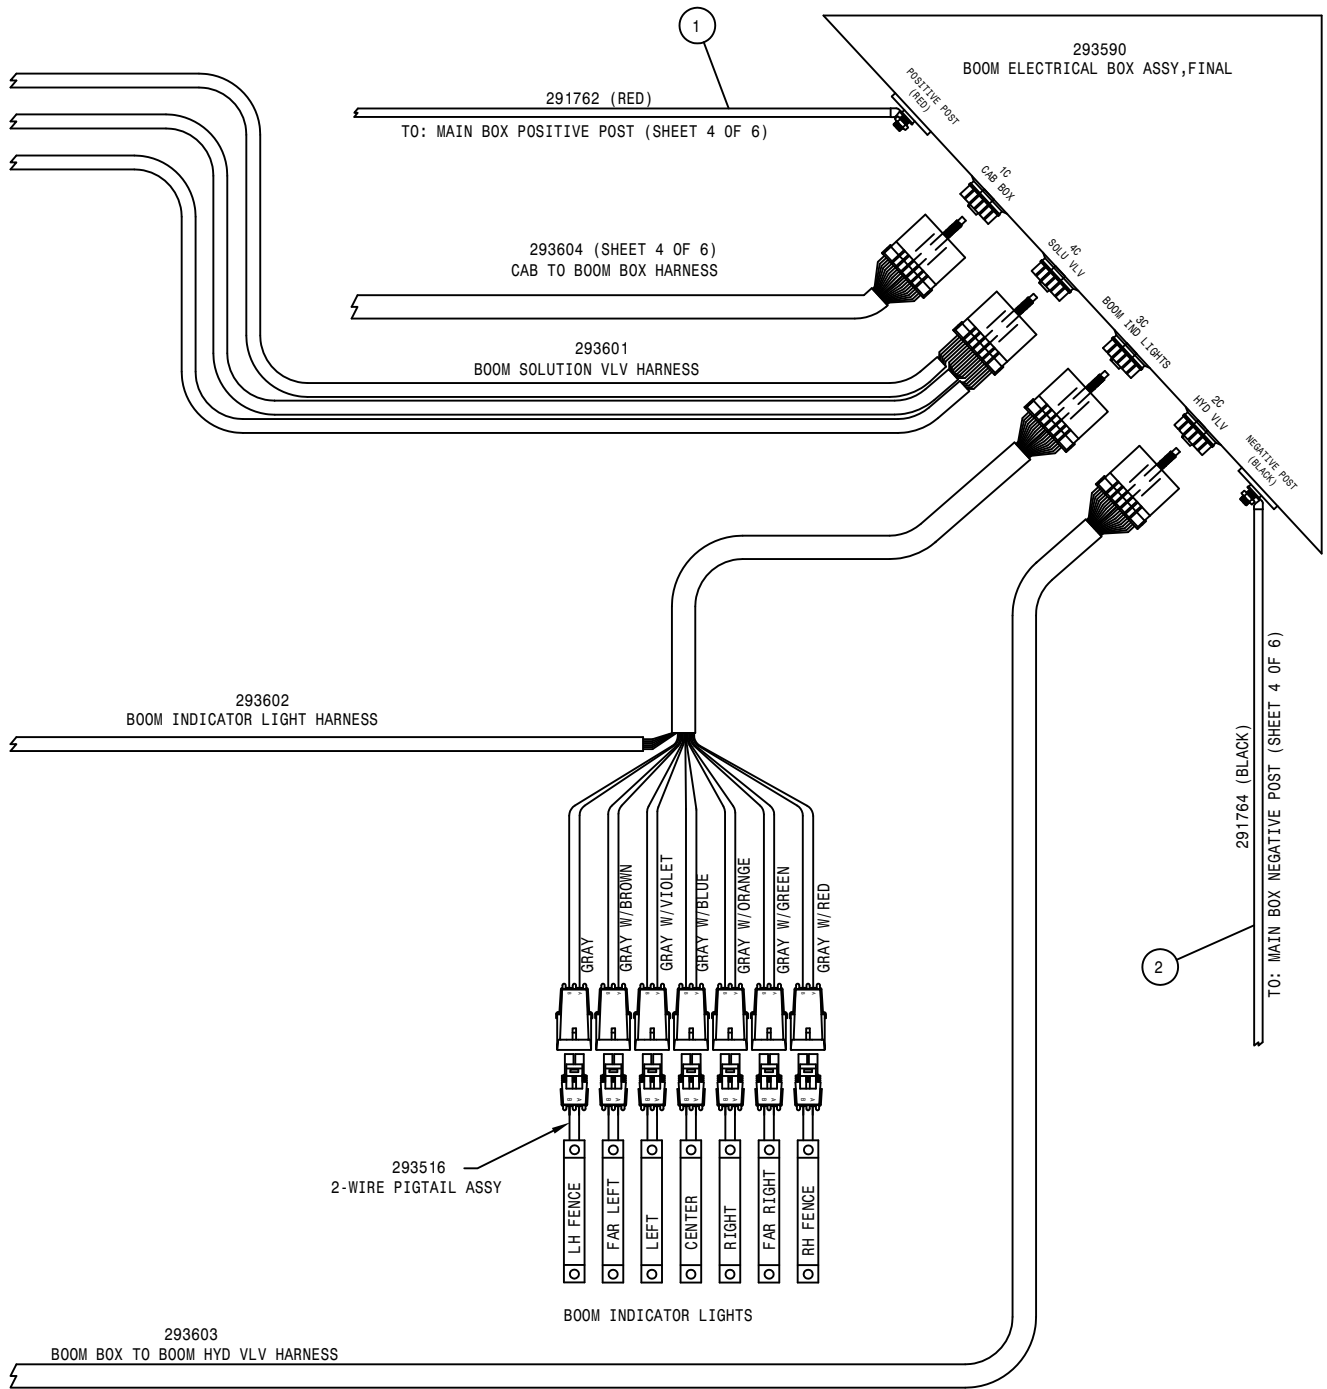 1
293590
BOOM ELECTRICAL BOX ASSY,FINAL
POSITIVE POST
(RED)
291762 (RED)
TO: MAIN BOX POSITIVE POST (SHEET 4 OF 6)
1C
CAB BOX
293604 (SHEET 4 OF 6)
CAB TO BOOM BOX HARNESS
4C
SOLU VLV
3C
BOOM IND LIGHTS
293601
BOOM SOLUTION VLV HARNESS
2C
HYD VLV
NEGATIVE POST
(BLACK)
293602
BOOM INDICATOR LIGHT HARNESS
291764 (BLACK)
TO: MAIN BOX NEGATIVE POST (SHEET 4 OF 6)
2
GRAY
GRAY W/BROWN
GRAY W/VIOLET
GRAY W/BLUE
GRAY W/ORANGE
GRAY W/GREEN
GRAY W/RED
B A
B A
B A
B A
B A
B A
B A
B A
B A
B A
B A
B A
B A
B A
293516
2-WIRE PIGTAIL ASSY
LH FENCE
FAR LEFT
LEFT
CENTER
RIGHT
FAR RIGHT
RH FENCE
BOOM INDICATOR LIGHTS
293603
BOOM BOX TO BOOM HYD VLV HARNESS